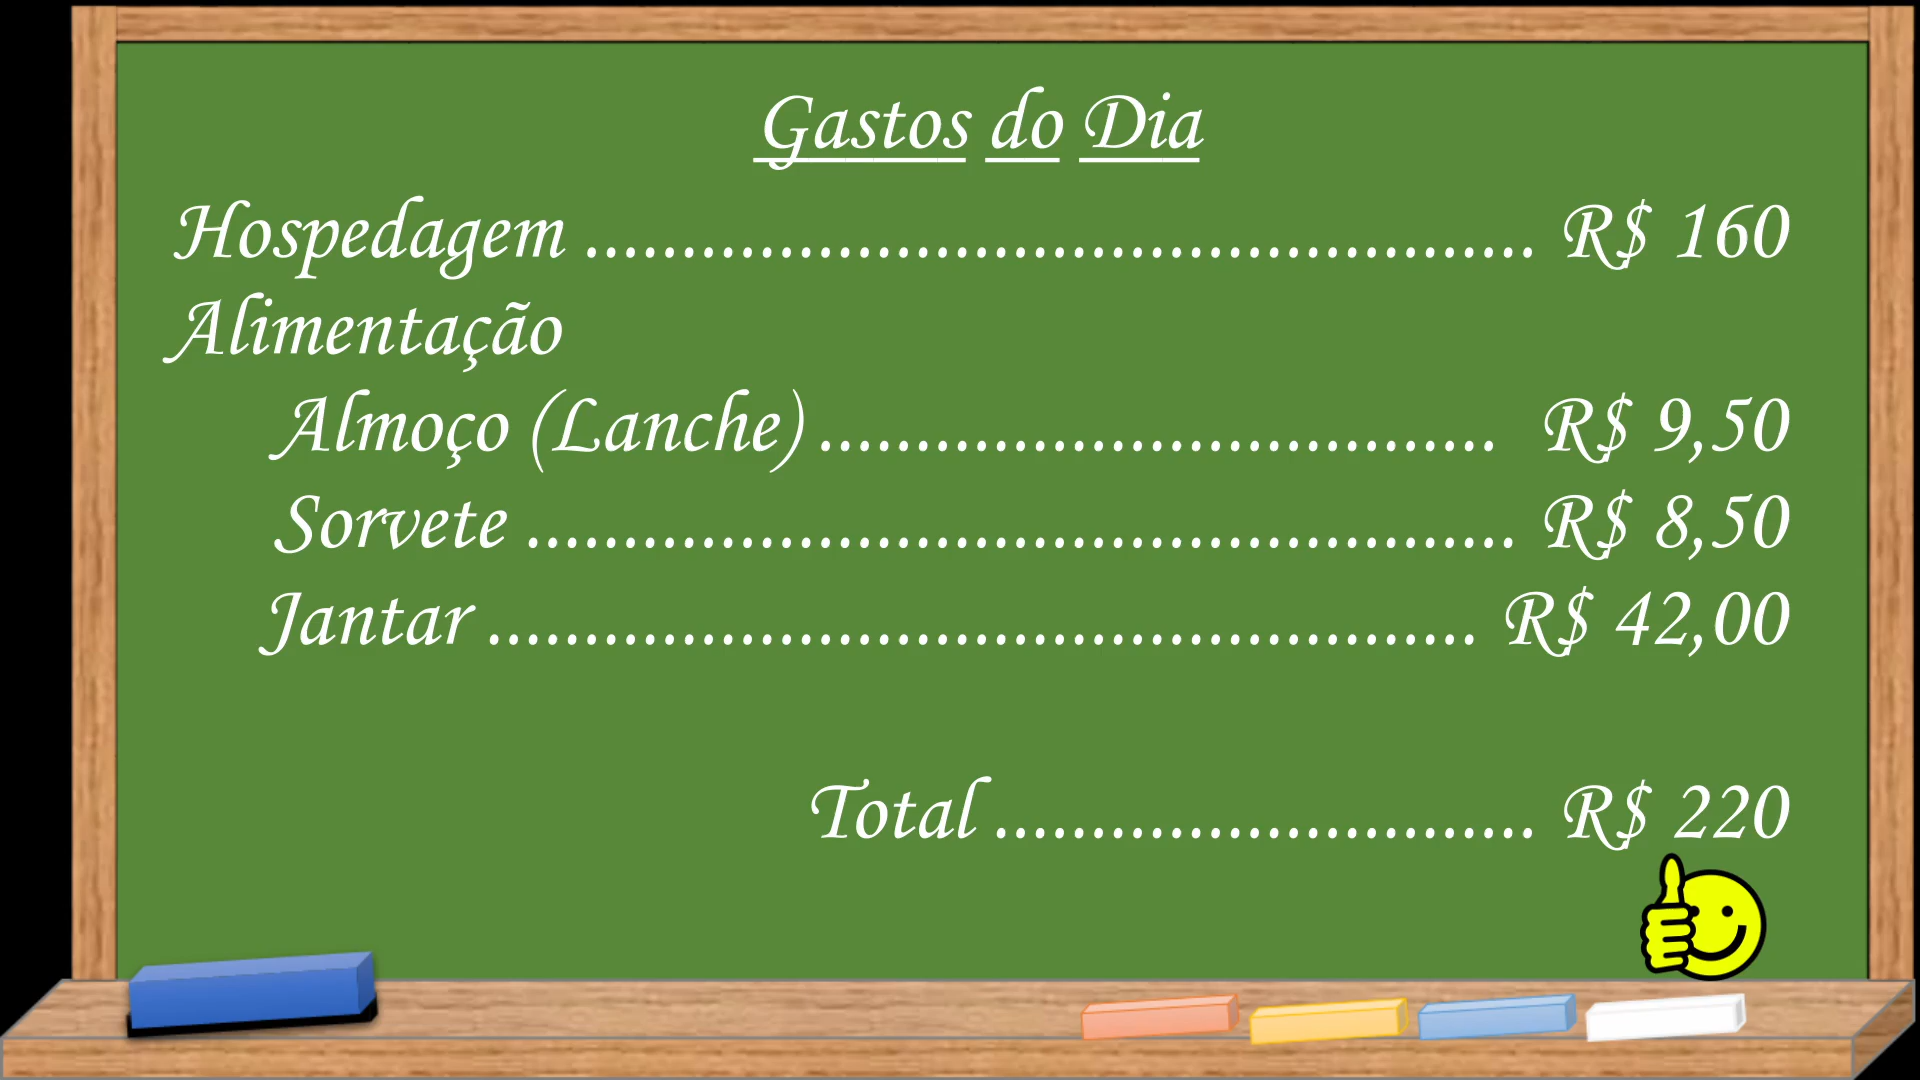 Gastos do Dia
Hospedagem ................................................. R$ 160
Alimentação
Almoço (Lanche) ................................... R$ 9,50
Sorvete ................................................... R$ 8,50
Jantar ................................................... R$ 42,00
Total ............................ R$ 220